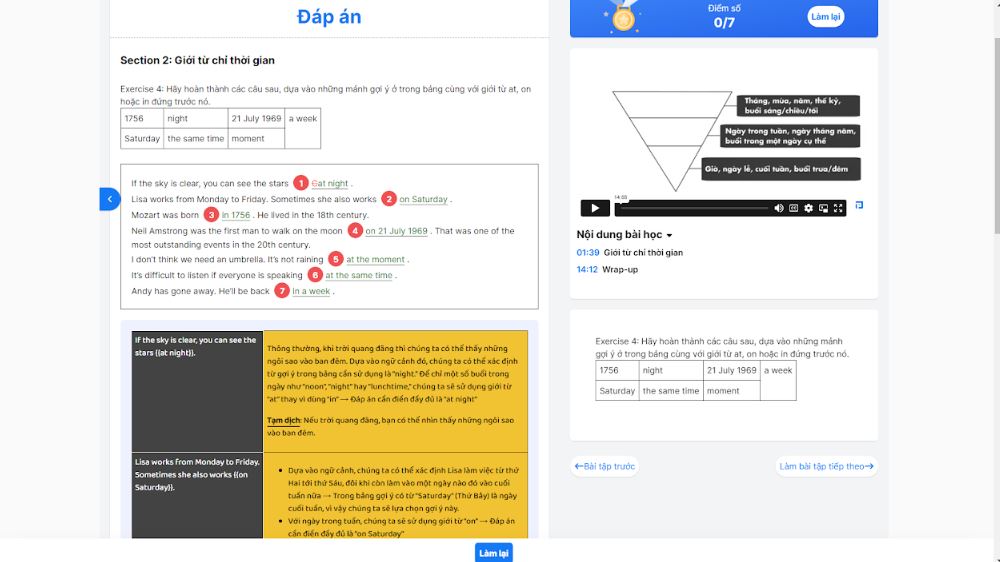 Đáp án
Section 2: Giới từ chỉ thời gian
Exercise 4: Hãy hoàn thành các câu sau, dựa vào những mảnh gợi ý ở trong bảng cùng với giới từ at, on
hoặc in đứng trước nó.
1756 night 21 July 1969 a week
Saturday the same time moment
If the sky is clear, you can see the stars 1 Gat night .
Lisa works from Monday to Friday. Sometimes she also works 2 on Saturday .
Mozart was born 3 in 1756 . He lived in the 18th century.
Neil Amstrong was the first man to walk on the moon 4 on 21 July 1969 . That was one of the
most outstanding events in the 20th century.
I don't think we need an umbrella. It's not raining 5 at the moment .
It's difficult to listen if everyone is speaking 6 at the same time .
Andy has gone away. He'll be back 7 in a week .
If the sky is clear, you can see the
stars {(at night)}.
Thông thường, khi trời quang đãng thì chúng ta có thể thấy những
ngôi sao vào ban đêm. Dựa vào ngữ cảnh đó, chúng ta có thể xác định
từ gợi ý trong bảng cần sử dụng là "night." Để chỉ một số buổi trong
ngày như "noon", "night" hay "lunchtime," chúng ta sẽ sử dụng giới từ
"at" thay vì dùng "in" → Đáp án cần điền đầy đủ là "at night"
Tạm dịch: Nếu trời quang đãng, bạn có thể nhìn thấy những ngôi sao
vào ban đêm.
Lisa works from Monday to Friday.
Sometimes she also works {(on
Saturday)}.
Dựa vào ngữ cảnh, chúng ta có thể xác định Lisa làm việc từ thứ
Hai tới thứ Sáu, đôi khi còn làm vào một ngày nào đó vào cuối
tuần nữa → Trong bảng gợi ý có từ "Saturday" (Thứ Bảy) là ngày
cuối tuần, vì vậy chúng ta sẽ lựa chọn gợi ý này.
Với ngày trong tuần, chúng ta sẽ sử dụng giới từ "on" → Đáp án
cần điền đầy đủ là "on Saturday"
Điểm số
0/7
Làm lại
Tháng, mùa, năm, thế kỷ,
buổi sáng/chiều/tối
Ngày trong tuần, ngày tháng năm,
buổi trong một ngày cụ thể
Giờ, ngày lễ, cuối tuần, buổi trưa/đêm
14:53
Nội dung bài học
01:39 Giới từ chỉ thời gian
14:12 Wrap-up
Exercise 4: Hãy hoàn thành các câu sau, dựa vào những mảnh
gợi ý ở trong bảng cùng với giới từ at, on hoặc in đứng trước nó.
1756 night 21 July 1969 a week
Saturday the same time moment
←Bài tập trước
Làm bài tập tiếp theo→
Làm lại